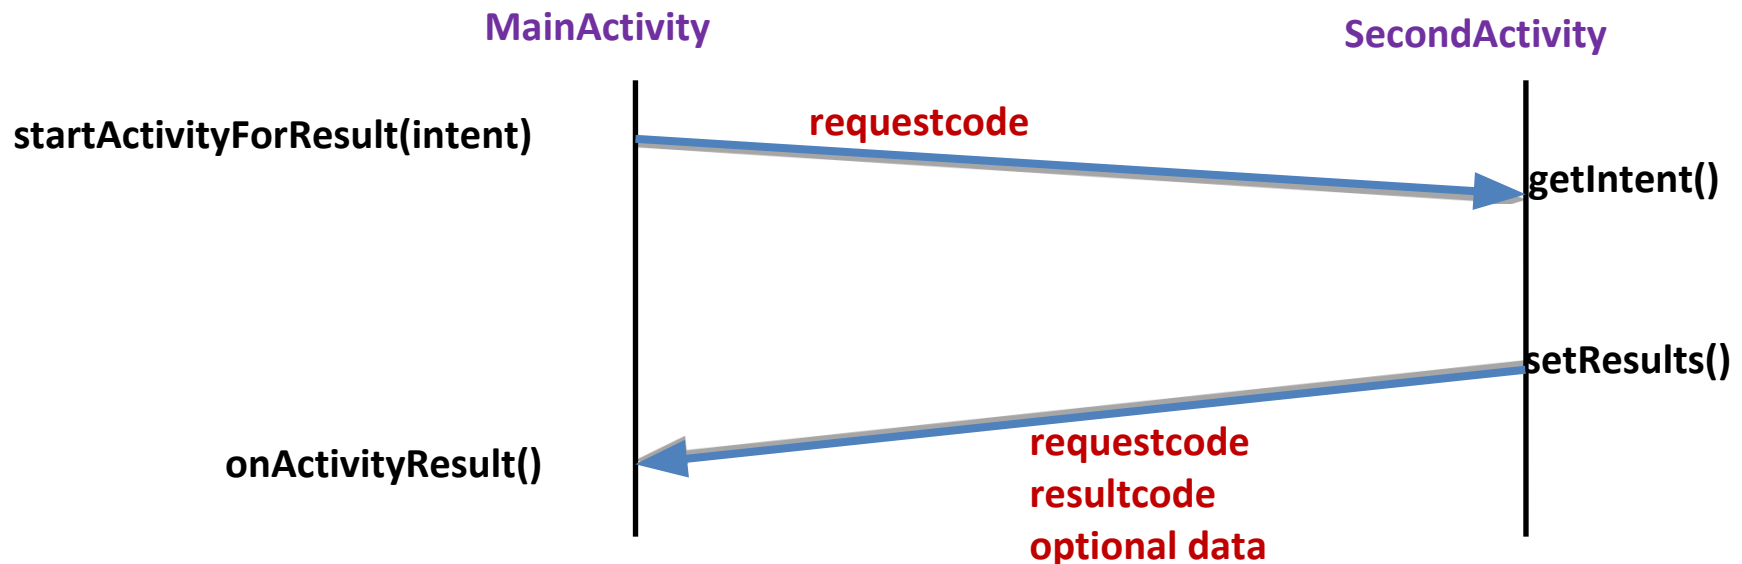 MainActivity
SecondActivity
startActivityForResult(intent)
requestcode
getIntent()
setResults()
onActivityResult()
requestcode
resultcode
optional data